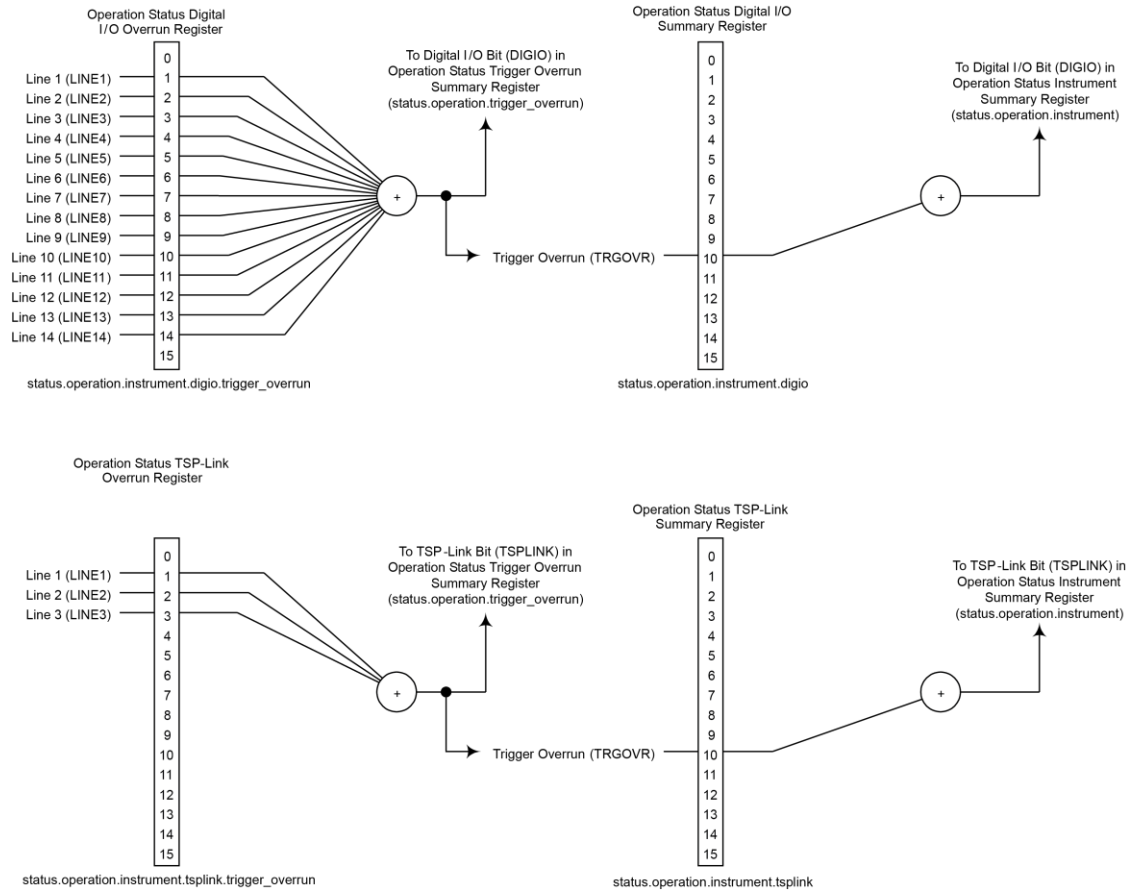 Operation Status Digital
I/O Overrun Register
0
Line 1 (LINE1) 1
Line 2 (LINE2) 2
Line 3 (LINE3) 3
Line 4 (LINE4) 4
Line 5 (LINE5) 5
Line 6 (LINE6) 6
Line 7 (LINE7) 7
Line 8 (LINE8) 8
Line 9 (LINE9) 9
Line 10 (LINE10) 10
Line 11 (LINE11) 11
Line 12 (LINE12) 12
Line 13 (LINE13) 13
Line 14 (LINE14) 14
15
status.operation.instrument.digio.trigger_overrun
+
To Digital I/O Bit (DIGIO) in
Operation Status Trigger Overrun
Summary Register
(status.operation.trigger_overrun)
Trigger Overrun (TRGOVR)
Operation Status Digital I/O
Summary Register
0
1
2
3
4
5
6
7
8
9
10
11
12
13
14
15
status.operation.instrument.digio
+
To Digital I/O Bit (DIGIO) in
Operation Status Instrument
Summary Register
(status.operation.instrument)
Operation Status TSP-Link
Overrun Register
0
Line 1 (LINE1) 1
Line 2 (LINE2) 2
Line 3 (LINE3) 3
4
5
6
7
8
9
10
11
12
13
14
15
status.operation.instrument.tsplink.trigger_overrun
+
To TSP-Link Bit (TSPLINK) in
Operation Status Trigger Overrun
Summary Register
(status.operation.trigger_overrun)
Trigger Overrun (TRGOVR)
Operation Status TSP-Link
Summary Register
0
1
2
3
4
5
6
7
8
9
10
11
12
13
14
15
status.operation.instrument.tsplink
+
To TSP-Link Bit (TSPLINK) in
Operation Status Instrument
Summary Register
(status.operation.instrument)